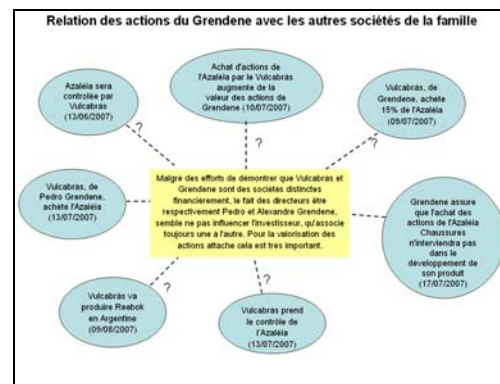 Relation des actions du Grendene avec les autres sociétés de la famille
Azaléia sera
controlée par
Vulcabrás
(13/06/2007)
?
Achat d'actions de
l'Azaléia par le Vulcabrás
augmente de la
valeur des actions de
Grendene (10/07/2007)
?
Vulcabrás, de
Grendene, achète
15% de l'Azaléia
(09/07/2007)
?
Vulcabrás, de
Pedro Grendene,
achète l'Azaléia
(13/07/2007)
Malgré des efforts de démontrer que Vulcabrás et
Grendene sont des sociétés distinctes
financièrement, le fait des directeurs être
respectivement Pedro et Alexandre Grendene,
semble ne pas influencer l'investisseur, qu'associe
toujours une à l'autre. Pour la valorisation des
actions attache cela est tres important.
Grendene assure
que l'achat des
actions de l'Azaléia
Chaussures
n'interviendra pas
dans le
développement de
son produit
(17/07/2007)
?
Vulcabrás va
produire Reebok
en Argentine
(09/08/2007)
?
Vulcabrás prend
le contrôle de
l'Azaléia
(13/07/2007)